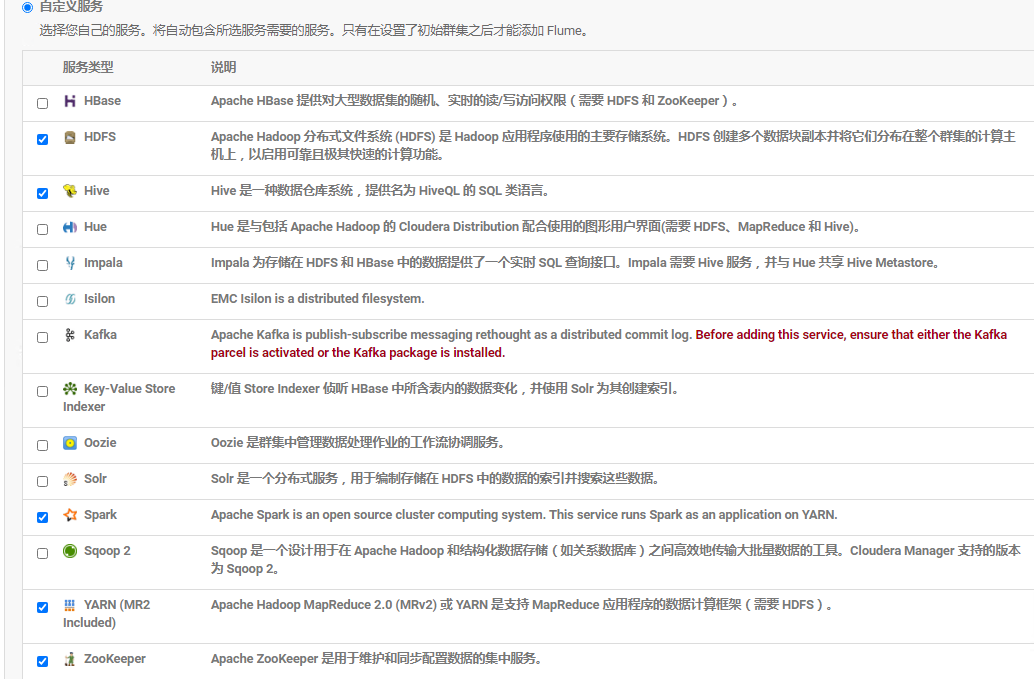 自定义服务
选择您自己的服务。将自动包含所选服务需要的服务。只有在设置了初始群集之后才能添加 Flume。
服务类型 说明
HBase Apache HBase 提供对大型数据集的随机、实时的读/写访问权限（需要 HDFS 和 ZooKeeper）。
HDFS Apache Hadoop 分布式文件系统 (HDFS) 是 Hadoop 应用程序使用的主要存储系统。HDFS 创建多个数据块副本并将它们分布在整个群集的计算主
机上，以启用可靠且极其快速的计算功能。
Hive Hive 是一种数据仓库系统，提供名为 HiveQL 的 SQL 类语言。
Hue Hue 是与包括 Apache Hadoop 的 Cloudera Distribution 配合使用的图形用户界面(需要 HDFS、MapReduce 和 Hive)。
Impala Impala 为存储在 HDFS 和 HBase 中的数据提供了一个实时 SQL 查询接口。Impala 需要 Hive 服务，并与 Hue 共享 Hive Metastore。
Isilon EMC Isilon is a distributed filesystem.
Kafka Apache Kafka is publish-subscribe messaging rethought as a distributed commit log. Before adding this service, ensure that either the Kafka
parcel is activated or the Kafka package is installed.
Key-Value Store 键/值 Store Indexer 侦听 HBase 中所含表内的数据变化，并使用 Solr 为其创建索引。
Indexer
Oozie Oozie 是群集中管理数据处理作业的工作流协调服务。
Solr Solr 是一个分布式服务，用于编制存储在 HDFS 中的数据的索引并搜索这些数据。
Spark Apache Spark is an open source cluster computing system. This service runs Spark as an application on YARN.
Sqoop 2 Sqoop 是一个设计用于在 Apache Hadoop 和结构化数据存储（如关系数据库）之间高效地传输大批量数据的工具。Cloudera Manager 支持的版本
为 Sqoop 2。
YARN (MR2 Apache Hadoop MapReduce 2.0 (MRv2) 或 YARN 是支持 MapReduce 应用程序的数据计算框架（需要 HDFS）。
Included)
ZooKeeper Apache ZooKeeper 是用于维护和同步配置数据的集中服务。